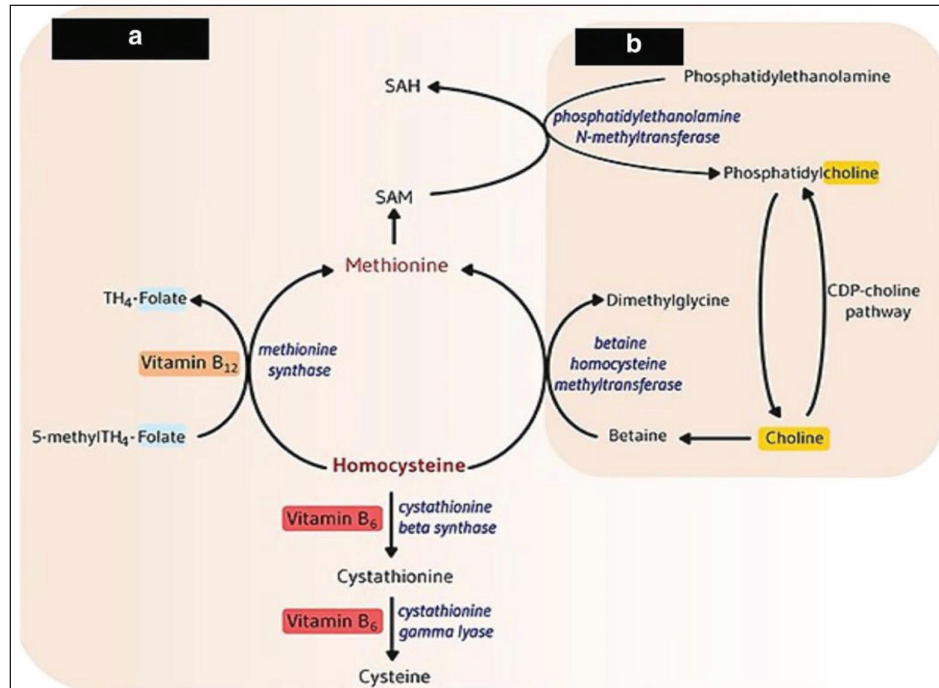 a
b
Phosphatidylethanolamine
SAH
phosphatidylethanolamine
N-methyltransferase
Phosphatidylcholine
SAM
Methionine
TH₄-Folate
Dimethylglycine
CDP-choline
pathway
Vitamin B₁₂
methionine
synthase
betaine
homocysteine
methyltransferase
5-methylTH₄-Folate
Betaine
Choline
Homocysteine
Vitamin B₆
cystathionine
beta synthase
Cystathionine
Vitamin B₆
cystathionine
gamma lyase
Cysteine